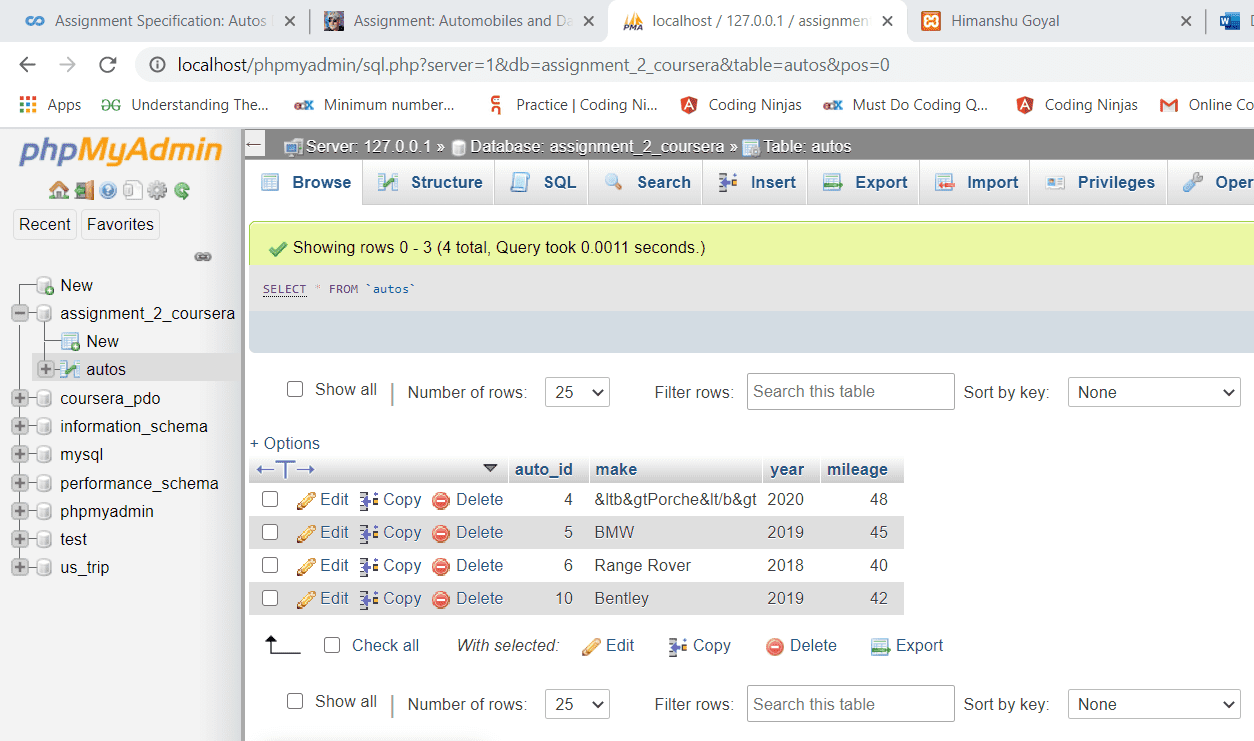 Assignment Specification: Autos
Assignment: Automobiles and Da
localhost / 127.0.0.1 / assignmen
Himanshu Goyal
localhost/phpmyadmin/sql.php?server=1&db=assignment_2_coursera&table=autos&pos=0
Apps
Understanding The...
Minimum number...
Practice | Coding Ni...
Coding Ninjas
Must Do Coding Q...
Coding Ninjas
Online Co
phpMyAdmin
Recent
Favorites
New
assignment_2_coursera
New
autos
coursera_pdo
information_schema
mysql
performance_schema
phpmyadmin
test
us_trip
Server: 127.0.0.1 » Database: assignment_2_coursera » Table: autos
Browse Structure SQL Search Insert Export Import Privileges Oper
Showing rows 0 - 3 (4 total, Query took 0.0011 seconds.)
SELECT * FROM `autos`
Show all | Number of rows: 25 Filter rows: Search this table Sort by key: None
+ Options
←T→ auto_id make year mileage
Edit Copy Delete 4 &ltb&gtPorche&lt/b&gt 2020 48
Edit Copy Delete 5 BMW 2019 45
Edit Copy Delete 6 Range Rover 2018 40
Edit Copy Delete 10 Bentley 2019 42
Check all With selected: Edit Copy Delete Export
Show all | Number of rows: 25 Filter rows: Search this table Sort by key: None